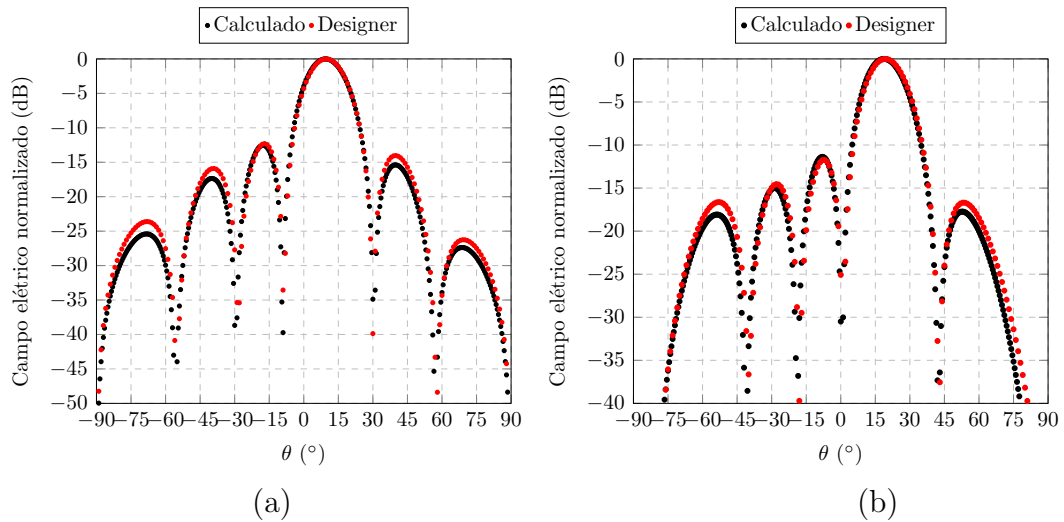 Calculado Designer
0
−5
−10
−15
−20
−25
−30
−35
−40
−45
−50
Campo elétrico normalizado (dB)
−90 −75 −60 −45 −30 −15 0 15 30 45 60 75 90
θ (°)
(a)
Calculado Designer
0
−5
−10
−15
−20
−25
−30
−35
−40
Campo elétrico normalizado (dB)
−90 −75 −60 −45 −30 −15 0 15 30 45 60 75 90
θ (°)
(b)